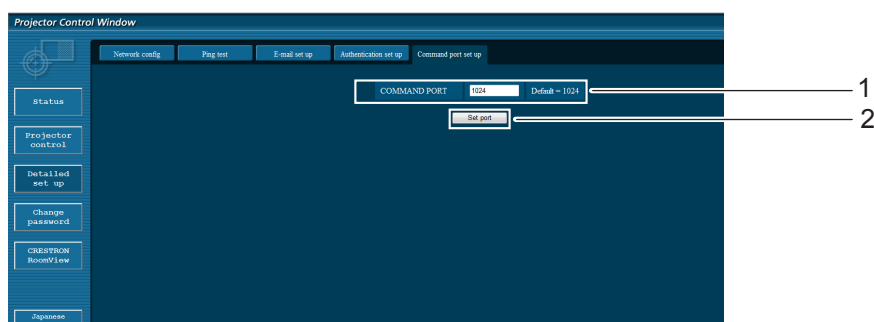 Projector Control Window
Network config
Ping test
E-mail set up
Authentication set up
Command port set up
COMMAND PORT 1024 Default = 1024
1
Set port
2
Status
Projector
control
Detailed
set up
Change
password
CRESTRON
RoomView
Japanese